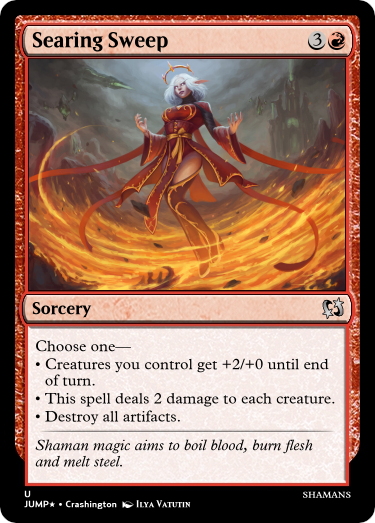 Searing Sweep 3
Sorcery
Choose one—
• Creatures you control get +2/+0 until end
of turn.
• This spell deals 2 damage to each creature.
• Destroy all artifacts.
Shaman magic aims to boil blood, burn flesh
and melt steel.
U SHAMANS
JUMP★ • Crashington Ilya Vatutin